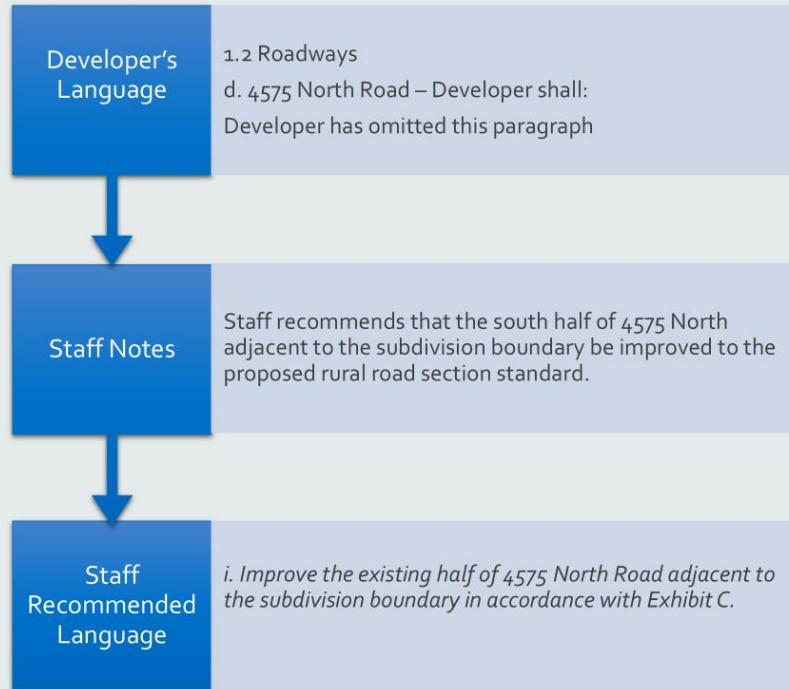 Developer’s
Language
1.2 Roadways
d. 4575 North Road – Developer shall:
Developer has omitted this paragraph
Staff Notes
Staff recommends that the south half of 4575 North
adjacent to the subdivision boundary be improved to the
proposed rural road section standard.
Staff
Recommended
Language
i. Improve the existing half of 4575 North Road adjacent to
the subdivision boundary in accordance with Exhibit C.